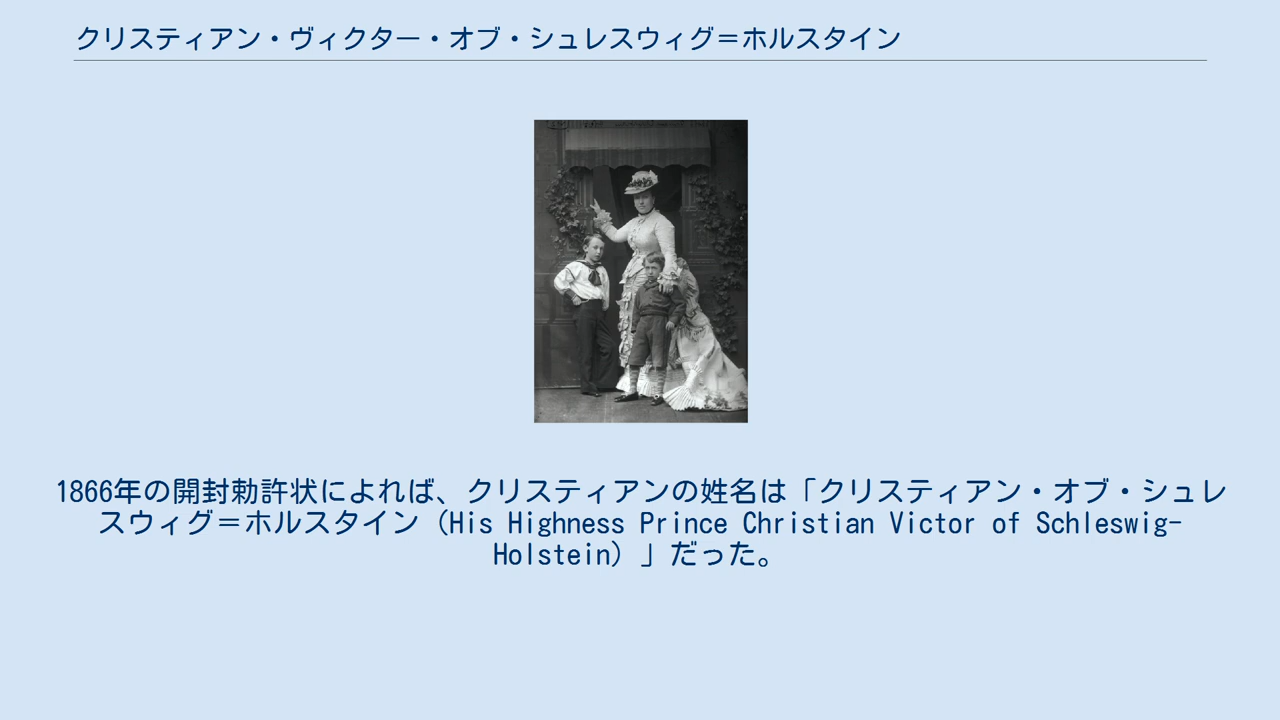 クリスティアン・ヴィクター・オブ・シュレスウィグ＝ホルスタイン
1866年の開封勅許状によれば、クリスティアンの姓名は「クリスティアン・オブ・シュレ
スウィグ＝ホルスタイン（His Highness Prince Christian Victor of Schleswig-
Holstein）」だった。